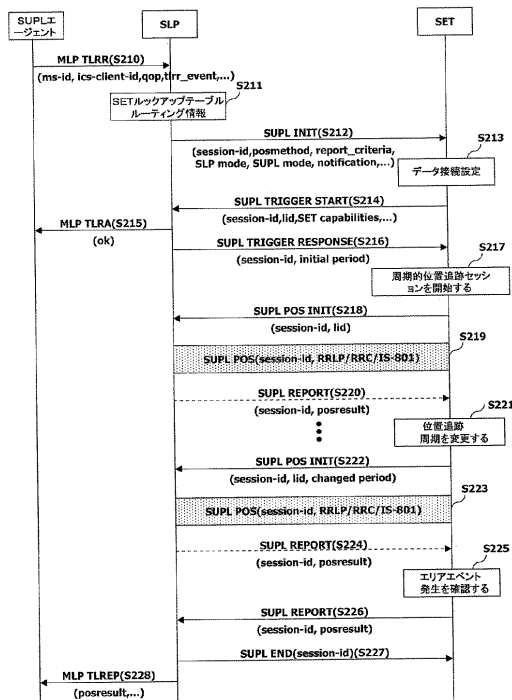 SUPLエ
ージェント
SLP
SET
MLP TLRR(S210)
(ms-id, ics-client-id,qop,tlrr_event,...)
S211
SETルックアップテーブル
ルーティング情報
SUPL INIT(S212)
(session-id,posmethod, report_criteria,
SLP mode, SUPL mode, notification,...)
S213
データ接続設定
SUPL TRIGGER START(S214)
(session-id,lid,SET capabilities,...)
MLP TLRA(S215)
(ok)
SUPL TRIGGER RESPONSE(S216)
(session-id, initial period)
S217
周期的位置追跡セッシ
ョンを開始する
SUPL POS INIT(S218)
(session-id, lid)
S219
SUPL POS(session-id, RRLP/RRC/IS-801)
SUPL REPORT(S220)
(session-id, posresult)
S221
位置追跡
周期を変更する
SUPL POS INIT(S222)
(session-id, lid, changed period)
S223
SUPL POS(session-id, RRLP/RRC/IS-801)
SUPL REPORT(S224)
(session-id, posresult)
S225
エリアエベント
発生を確認する
SUPL REPORT(S226)
(session-id, posresult)
SUPL END(session-id)(S227)
MLP TLREP(S228)
(posresult,...)